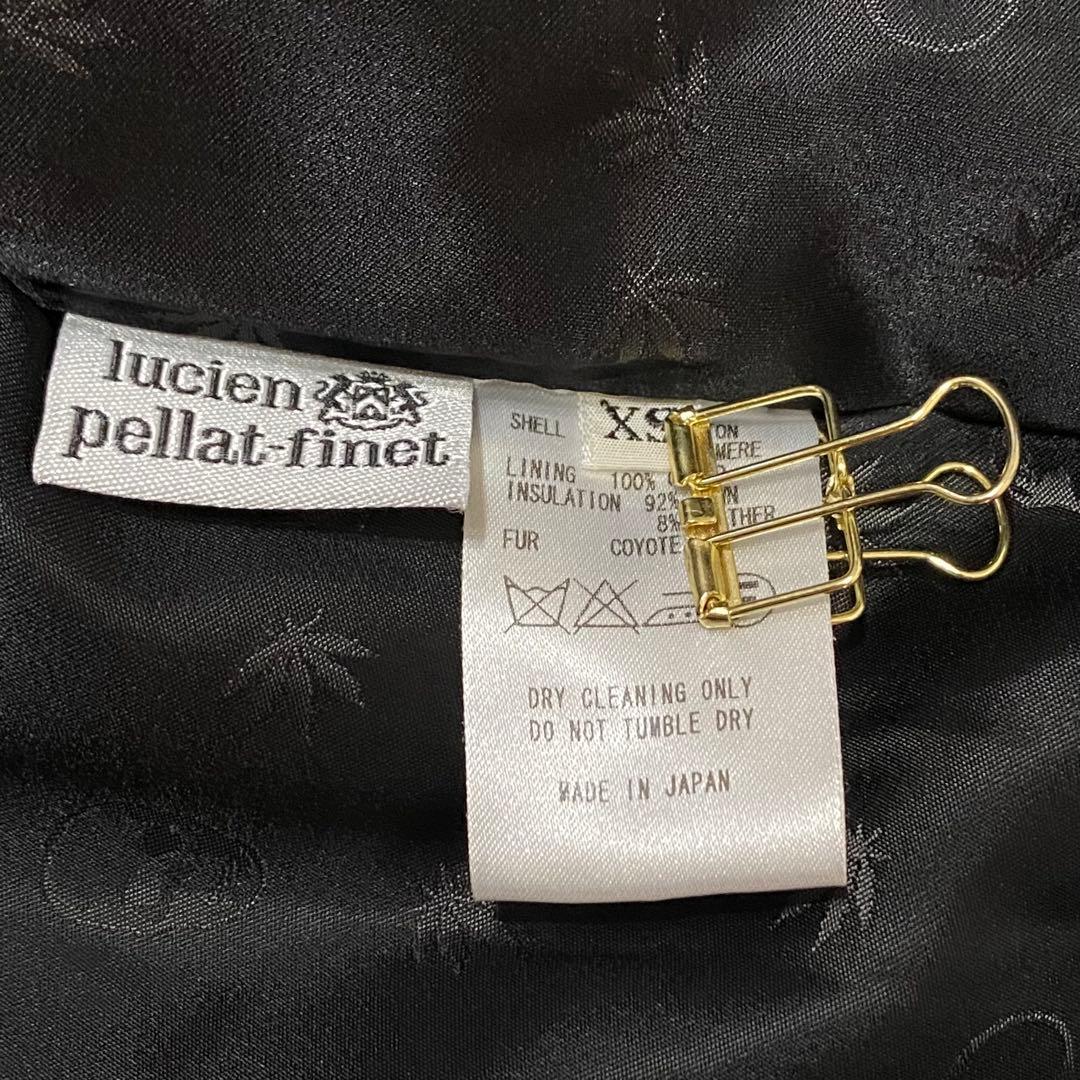 lucien
pellat-finet
XS
SHELL
LINING 100%
INSULATION 92%
8%
FUR COYOTE
DRY CLEANING ONLY
DO NOT TUMBLE DRY
MADE IN JAPAN